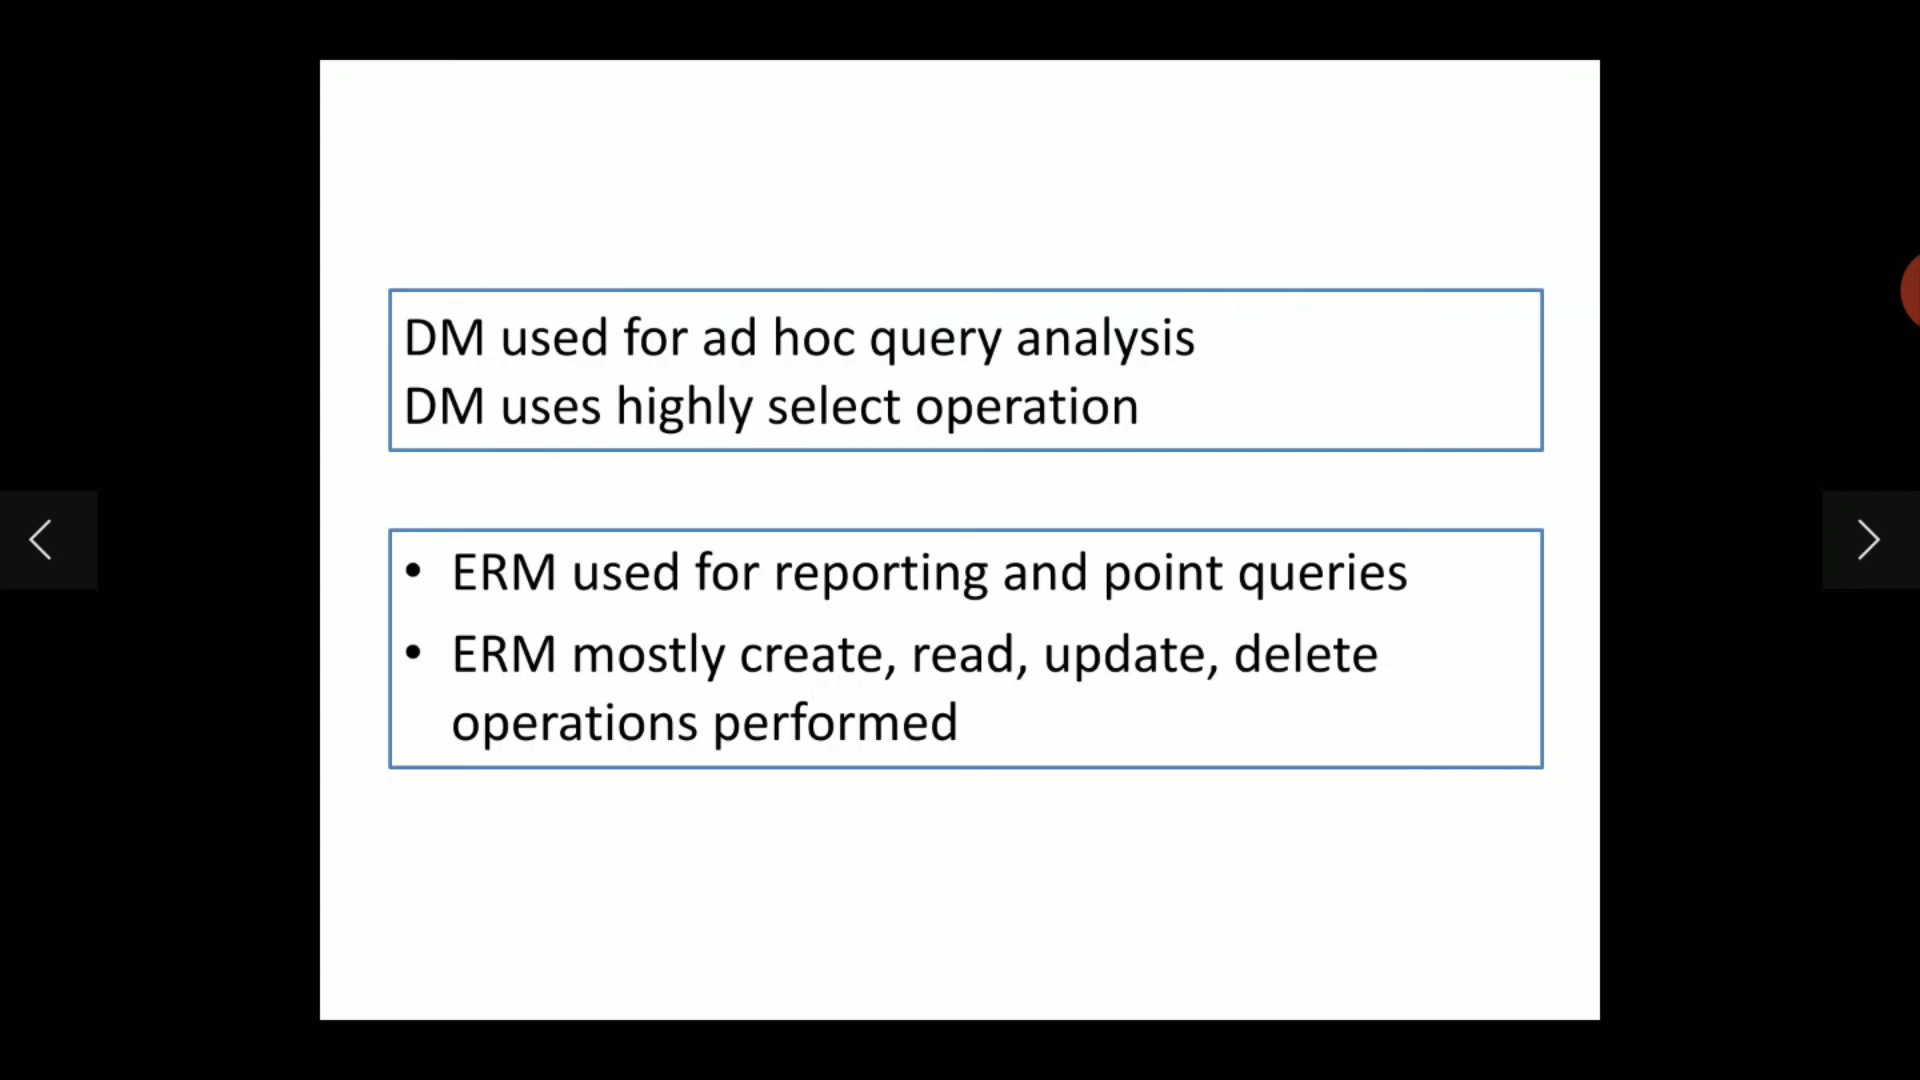 DM used for ad hoc query analysis
DM uses highly select operation
• ERM used for reporting and point queries
• ERM mostly create, read, update, delete
operations performed